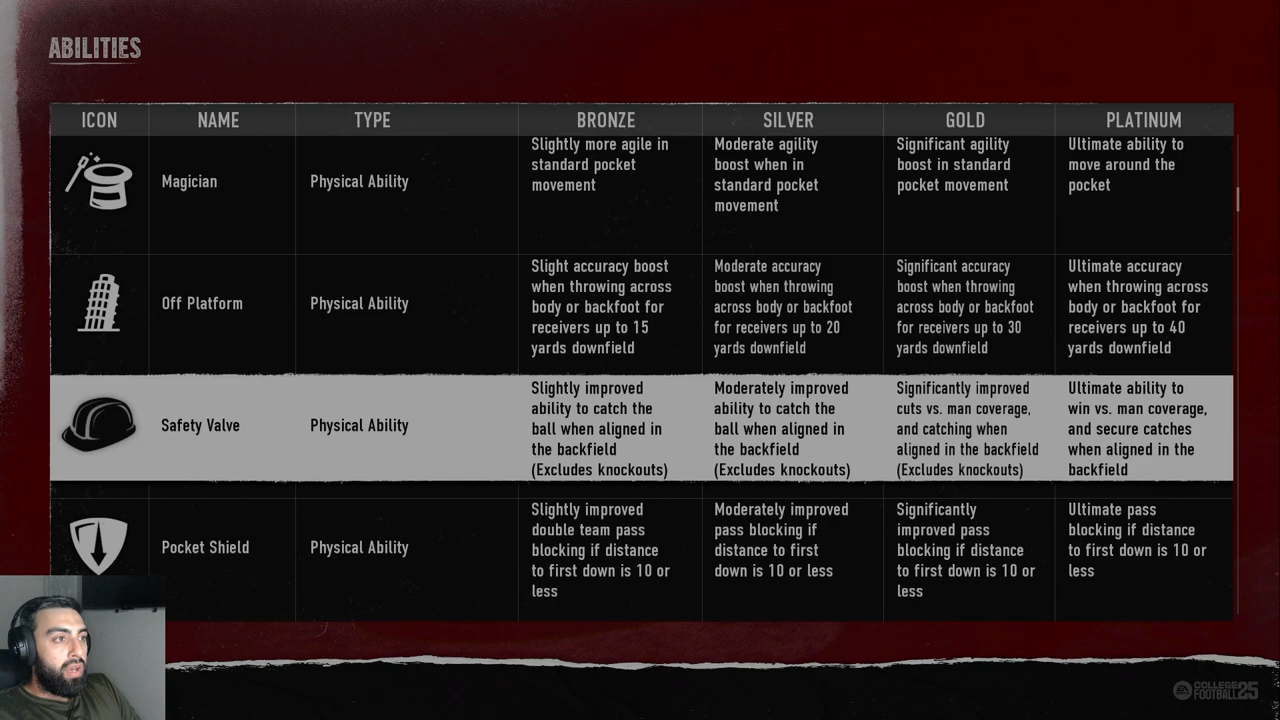 ABILITIES
ICON NAME TYPE BRONZE SILVER GOLD PLATINUM
Magician
Physical Ability
Slightly more agile in
standard pocket
movement
Moderate agility
boost when in
standard pocket
movement
Significant agility
boost in standard
pocket movement
Ultimate ability to
move around the
pocket
Off Platform
Physical Ability
Slight accuracy boost
when throwing across
body or backfoot for
receivers up to 15
yards downfield
Moderate accuracy
boost when throwing
across body or backfoot
for receivers up to 20
yards downfield
Significant accuracy
boost when throwing
across body or backfoot
for receivers up to 30
yards downfield
Ultimate accuracy
when throwing across
body or backfoot for
receivers up to 40
yards downfield
Safety Valve
Physical Ability
Slightly improved
ability to catch the
ball when aligned in
the backfield
(Excludes knockouts)
Moderately improved
ability to catch the
ball when aligned in
the backfield
(Excludes knockouts)
Significantly improved
cuts vs. man coverage,
and catching when
aligned in the backfield
(Excludes knockouts)
Ultimate ability to
win vs. man coverage,
and secure catches
when aligned in the
backfield
Pocket Shield
Physical Ability
Slightly improved
double team pass
blocking if distance
to first down is 10 or
less
Moderately improved
pass blocking if
distance to first
down is 10 or less
Significantly
improved pass
blocking if distance
to first down is 10 or
less
Ultimate pass
blocking if distance
to first down is 10 or
less
EA COLLEGE
FOOTBALL 25